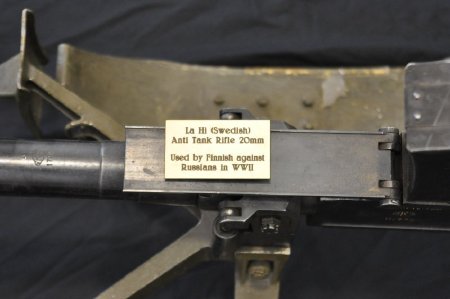 La Hi (Swedish)
Anti Tank Rifle 20mm
Used by Finnish against
Russians in WWII